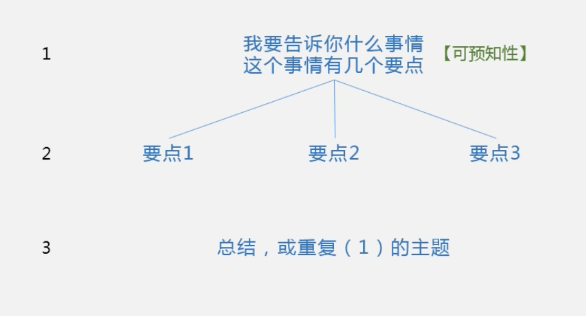 1
我要告诉你什么事情
这个事情有几个要点
【可预知性】
2
要点1
要点2
要点3
3
总结，或重复（1）的主题